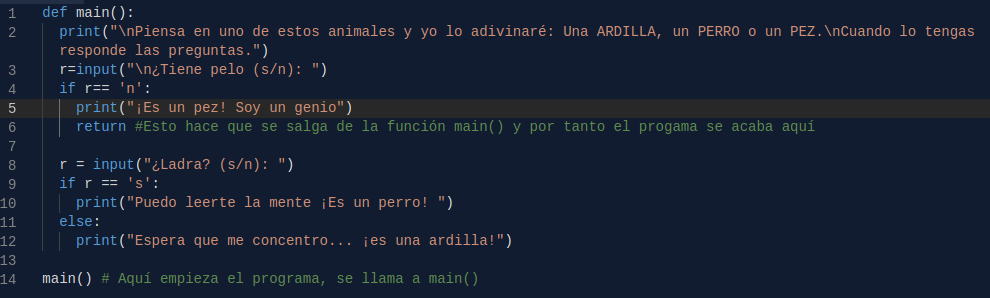 1 def main():
2 print("\nPiensa en uno de estos animales y yo lo adivinaré: Una ARDILLA, un PERRO o un PEZ.\nCuando lo tengas
responde las preguntas.")
3 r=input("\n¿Tiene pelo (s/n): ")
4 if r== 'n':
5 print("¡Es un pez! Soy un genio")
6 return #Esto hace que se salga de la función main() y por tanto el progama se acaba aquí
7
8 r = input("¿Ladra? (s/n): ")
9 if r == 's':
10 print("Puedo leerte la mente ¡Es un perro! ")
11 else:
12 print("Espera que me concentro... ¡es una ardilla!")
13
14 main() # Aquí empieza el programa, se llama a main()